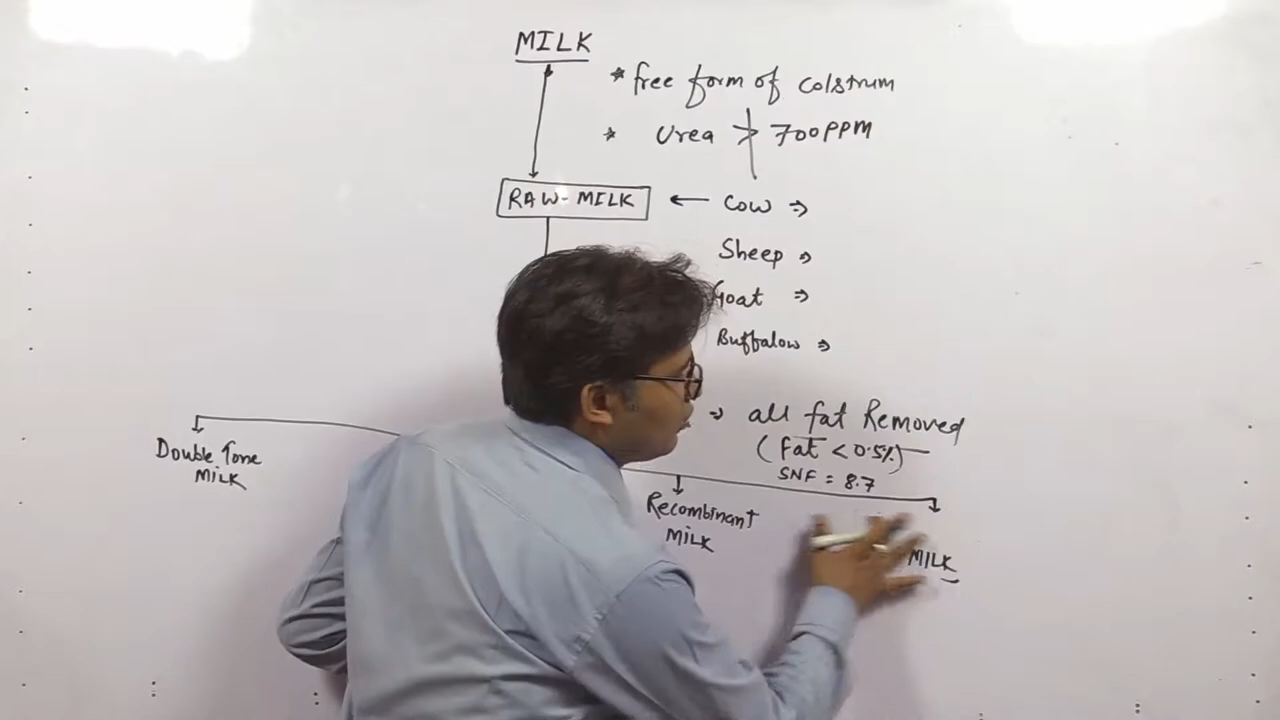 MILK
* free form of Colstrum
* Urea > 700PPM
RAW-MILK ← Cow ⇒
Sheep ⇒
Goat ⇒
Buffalow ⇒
→ all fat Removed
(Fat < 0.5%)
SNF = 8.7
Double Tone
MILK
Recombinant
MILK
MILK